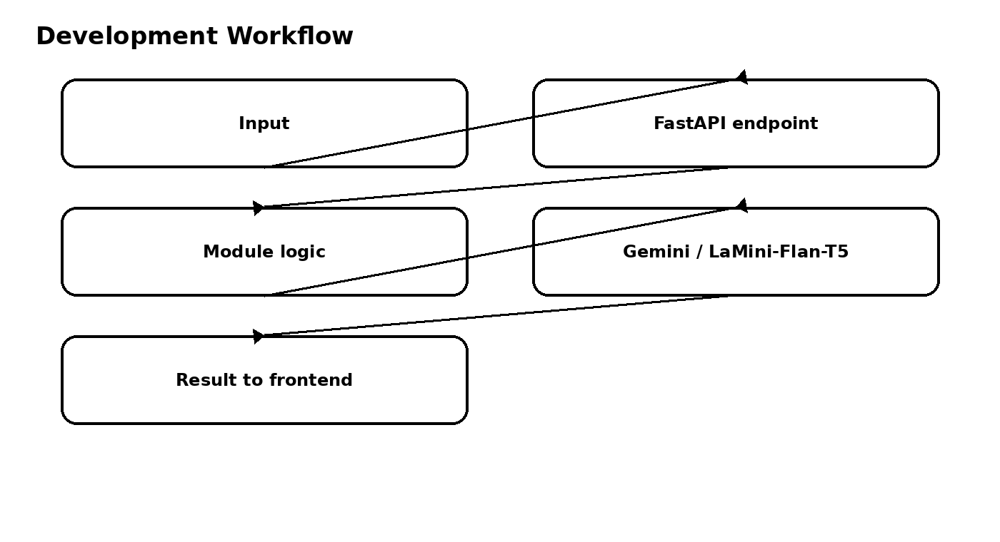 Development Workflow
Input
FastAPI endpoint
Module logic
Gemini / LaMini-Flan-T5
Result to frontend